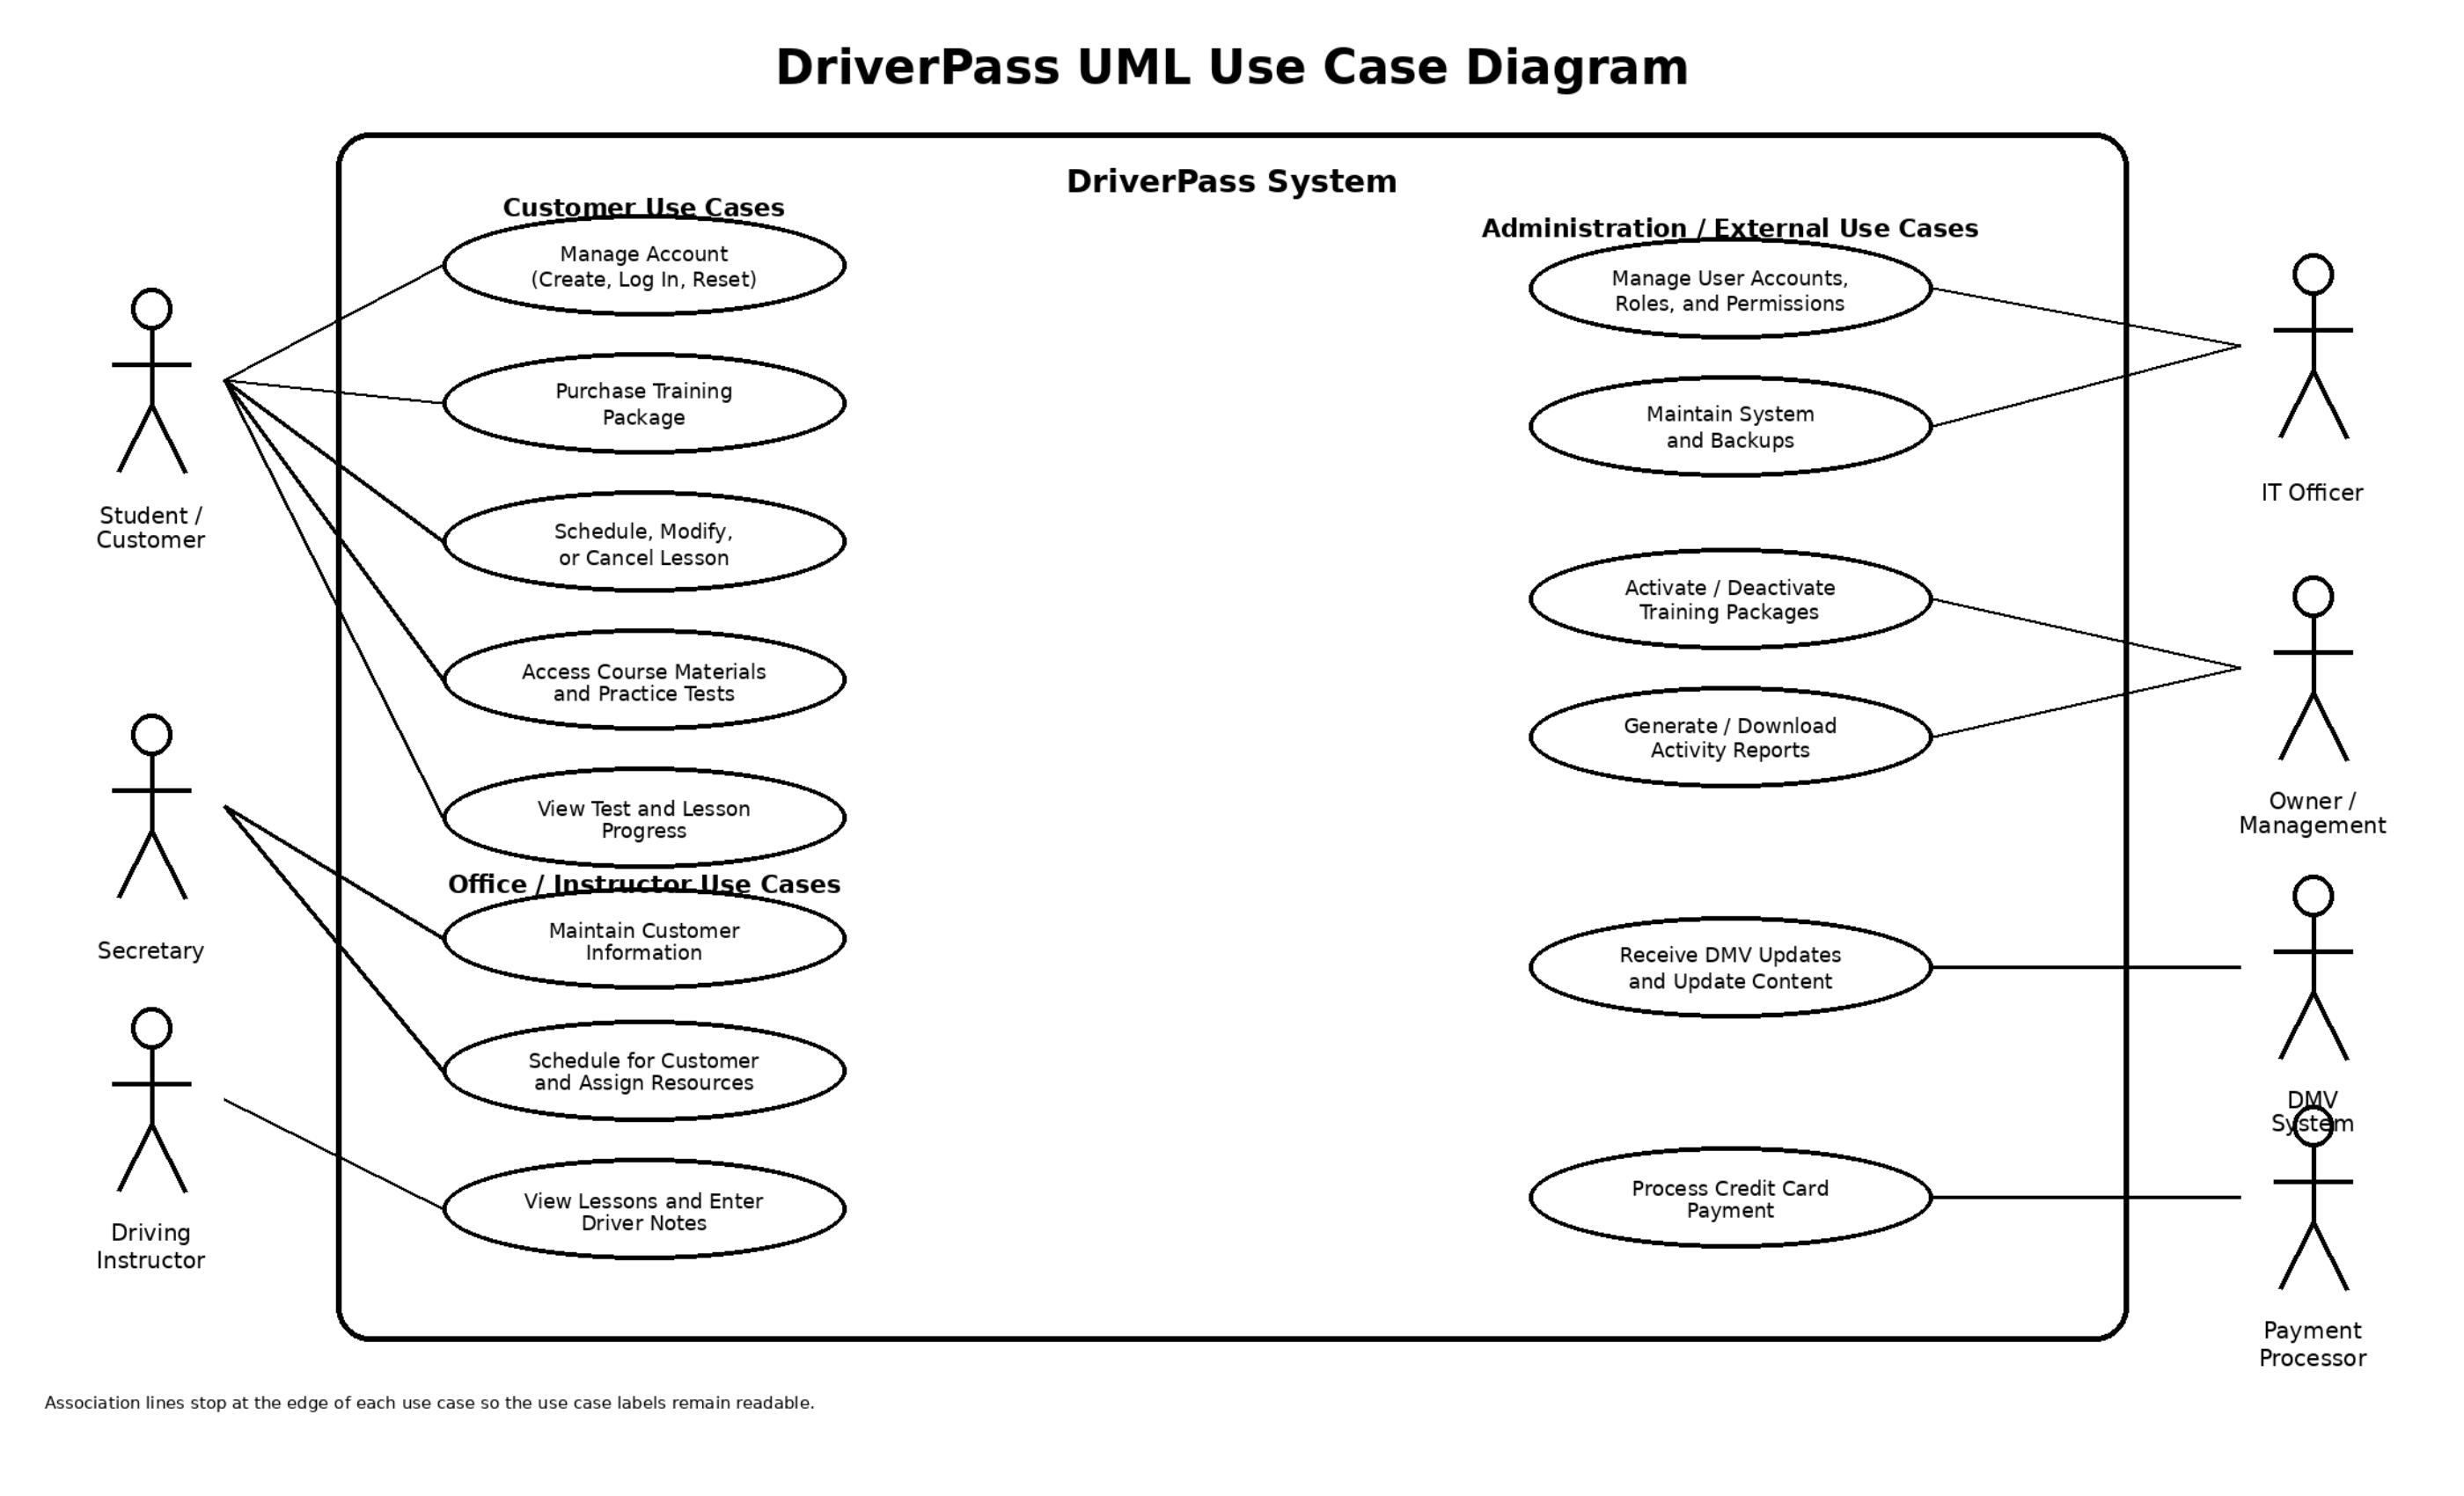 DriverPass UML Use Case Diagram
DriverPass System
Customer Use Cases
Manage Account
(Create, Log In, Reset)
Purchase Training
Package
Schedule, Modify,
or Cancel Lesson
Access Course Materials
and Practice Tests
View Test and Lesson
Progress
Office / Instructor Use Cases
Maintain Customer
Information
Schedule for Customer
and Assign Resources
View Lessons and Enter
Driver Notes
Administration / External Use Cases
Manage User Accounts,
Roles, and Permissions
Maintain System
and Backups
Activate / Deactivate
Training Packages
Generate / Download
Activity Reports
Receive DMV Updates
and Update Content
Process Credit Card
Payment
Student /
Customer
Secretary
Driving
Instructor
IT Officer
Owner /
Management
DMV
System
Payment
Processor
Association lines stop at the edge of each use case so the use case labels remain readable.